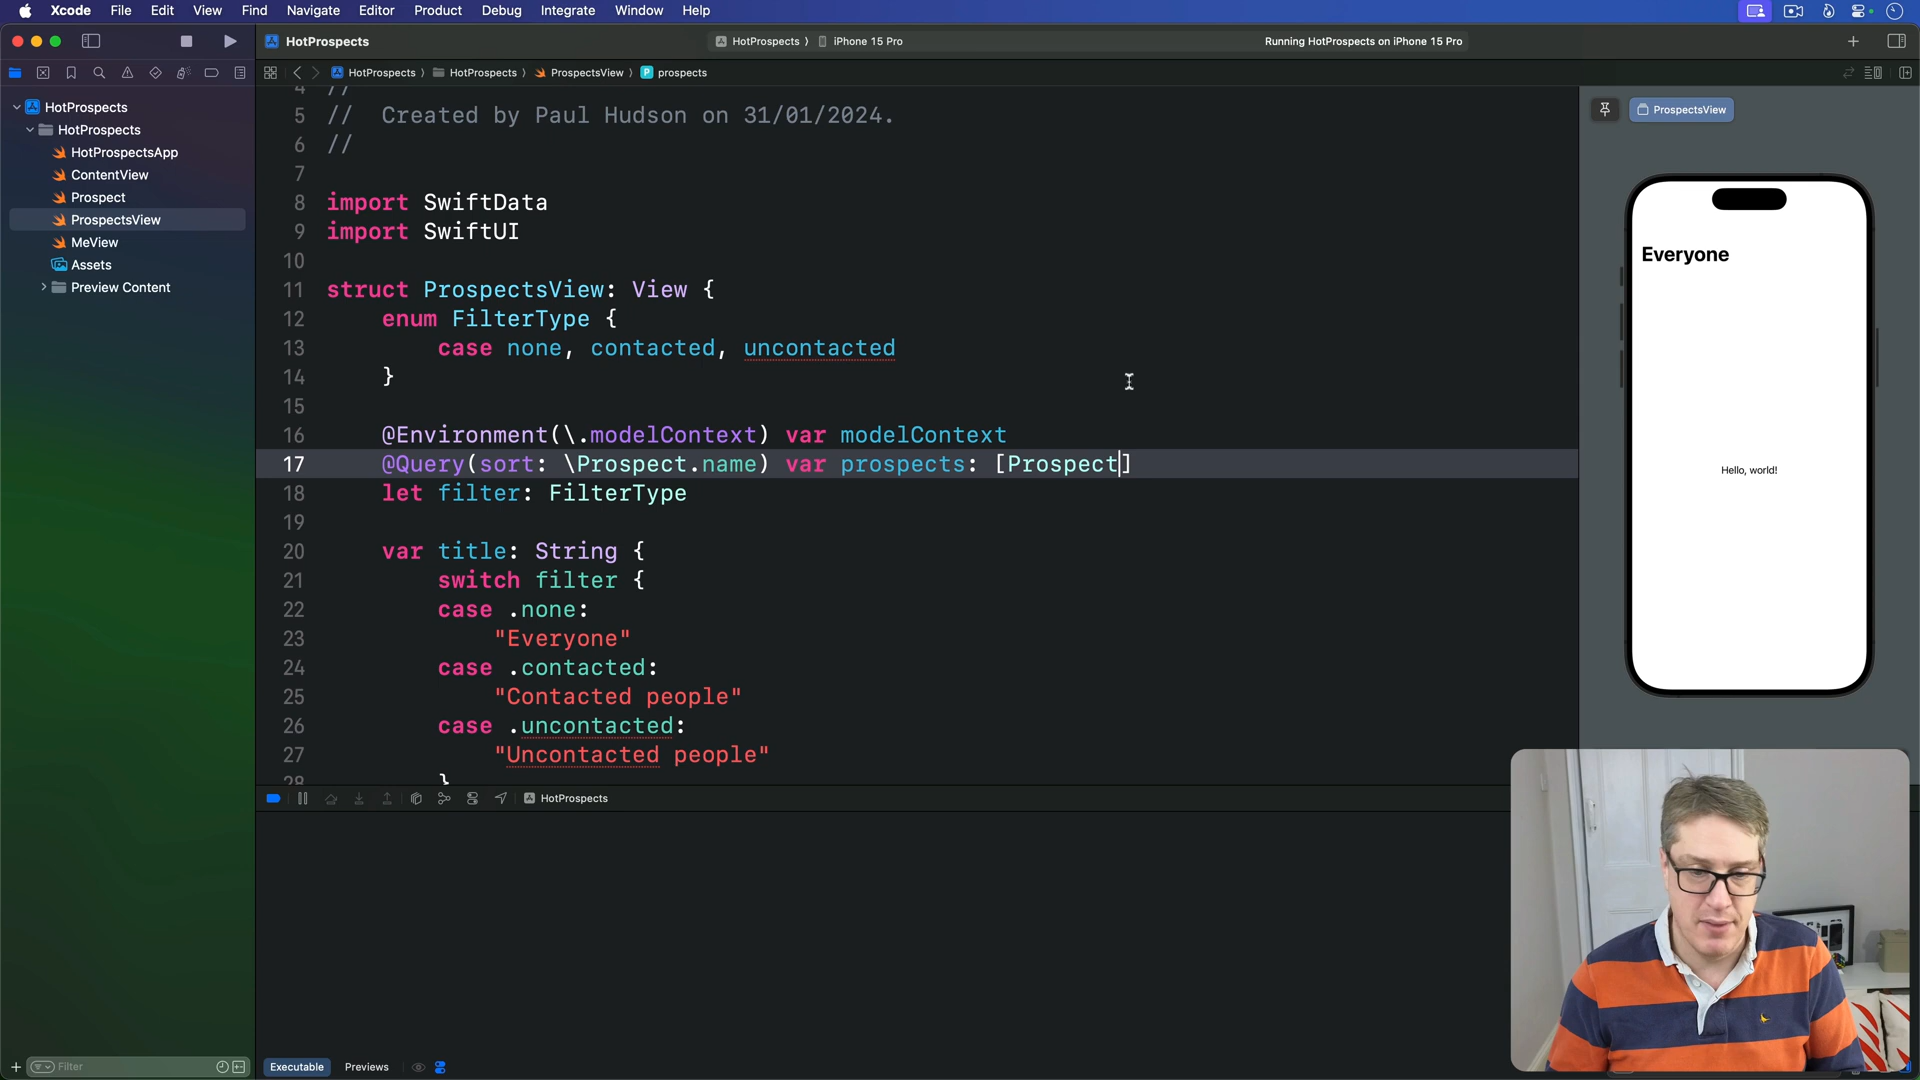 Xcode File Edit View Find Navigate Editor Product Debug Integrate Window Help
HotProspects
HotProspects iPhone 15 Pro
Running HotProspects on iPhone 15 Pro
HotProspects HotProspects ProspectsView P prospects
HotProspects
HotProspects
HotProspectsApp
ContentView
Prospect
ProspectsView
MeView
Assets
Preview Content
Filter
4 //
5 // Created by Paul Hudson on 31/01/2024.
6 //
7
8 import SwiftData
9 import SwiftUI
10
11 struct ProspectsView: View {
12 enum FilterType {
13 case none, contacted, uncontacted
14 }
15
16 @Environment(\.modelContext) var modelContext
17 @Query(sort: \Prospect.name) var prospects: [Prospect]
18 let filter: FilterType
19
20 var title: String {
21 switch filter {
22 case .none:
23 "Everyone"
24 case .contacted:
25 "Contacted people"
26 case .uncontacted:
27 "Uncontacted people"
28 }
HotProspects
Executable Previews
ProspectsView
Everyone
Hello, world!